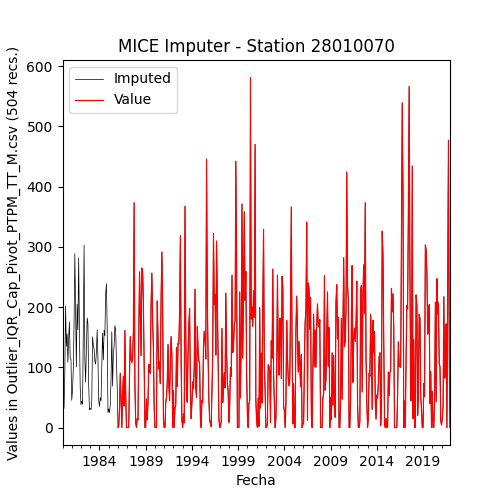 MICE Imputer - Station 28010070
Values in Outlier_IQR_Cap_Pivot_PTPM_TT_M.csv (504 recs.)
600
500
400
300
200
100
0
Imputed
Value
1984 1989 1994 1999 2004 2009 2014 2019
Fecha